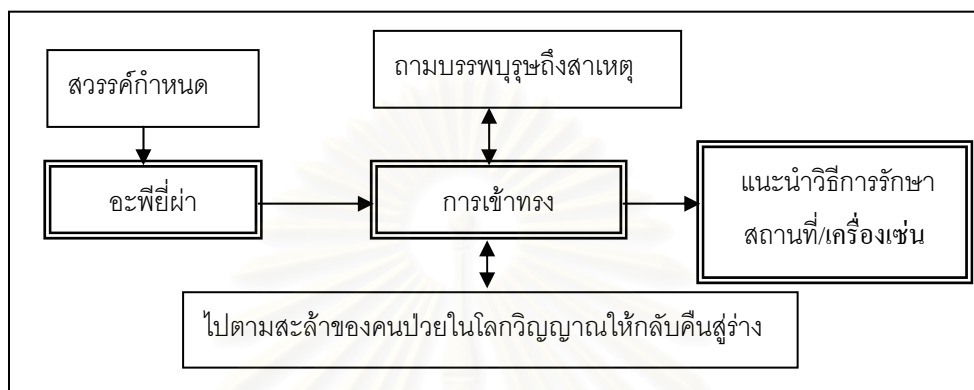 สวรรค์กำหนด
ถามบรรพบุรุษถึงสาเหตุ
อะพียี่ผ่า
การเข้าทรง
แนะนำวิธีการรักษา
สถานที่/เครื่องเซ่น
ไปตามสะล้าของคนป่วยในโลกวิญญาณให้กลับคืนสู่ร่าง